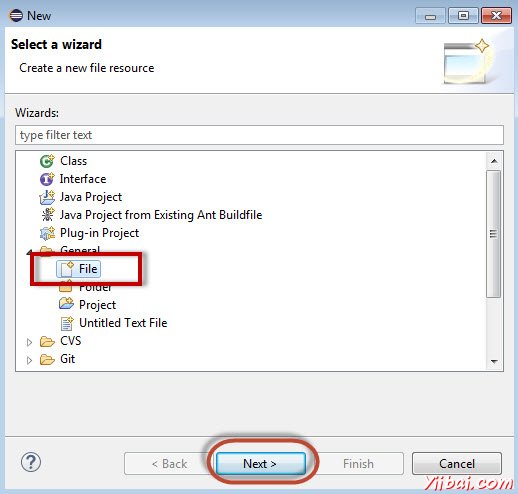 New
Select a wizard
Create a new file resource
Wizards:
type filter text
Class
Interface
Java Project
Java Project from Existing Ant Buildfile
Plug-in Project
General
File
Folder
Project
Untitled Text File
CVS
Git
< Back Next > Finish Cancel
Yiibai.com